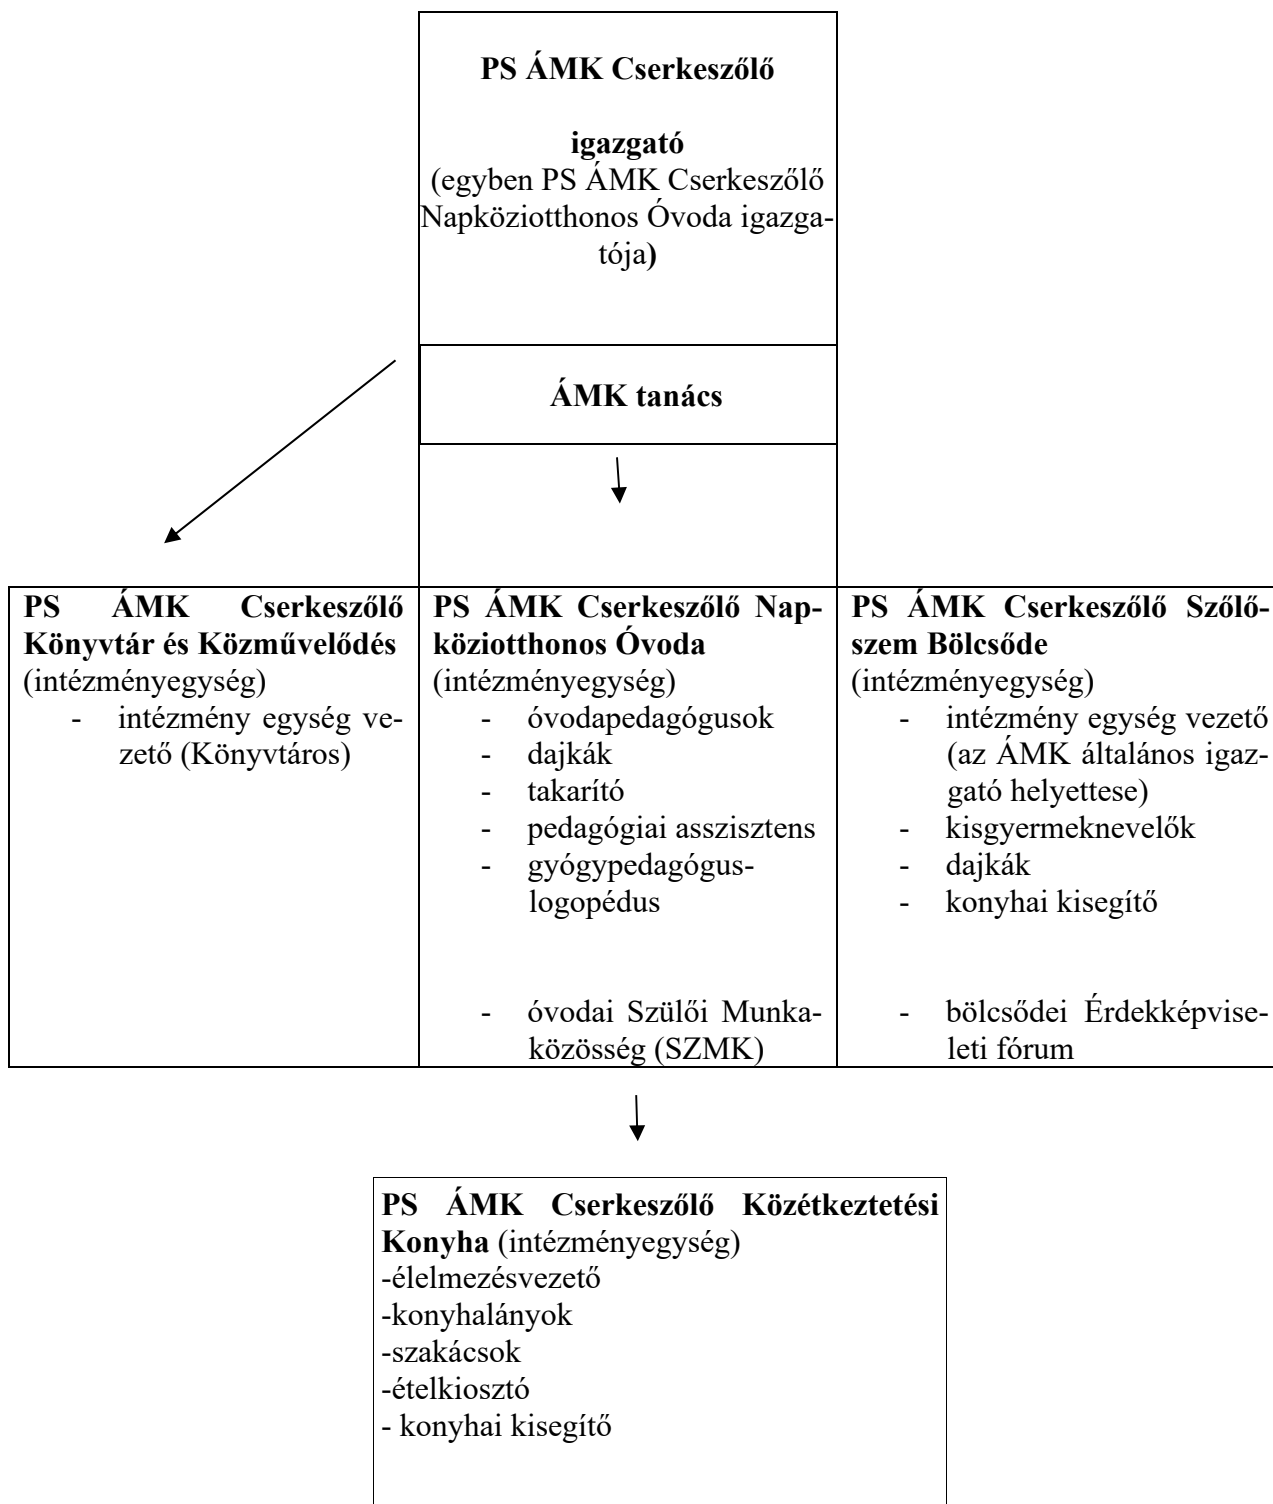 PS ÁMK Cserkeszőlő
igazgató
(egyben PS ÁMK Cserkeszőlő
Napköziotthonos Óvoda igazga-
tója)
ÁMK tanács
PS ÁMK Cserkeszőlő
Könyvtár és Közművelődés
(intézményegység)
- intézmény egység ve-
zető (Könyvtáros)
PS ÁMK Cserkeszőlő Nap-
köziotthonos Óvoda
(intézményegység)
- óvodapedagógusok
- dajkák
- takarító
- pedagógiai asszisztens
- gyógypedagógus-
logopédus
- óvodai Szülői Munka-
közösség (SZMK)
PS ÁMK Cserkeszőlő Szőlő-
szem Bölcsőde
(intézményegység)
- intézmény egység vezető
(az ÁMK általános igaz-
gató helyettese)
- kisgyermeknevelők
- dajkák
- konyhai kisegítő
- bölcsődei Érdekképvise-
leti fórum
PS ÁMK Cserkeszőlő Közétkeztetési
Konyha (intézményegység)
-élelmezésvezető
-konyhalányok
-szakácsok
-ételkiosztó
- konyhai kisegítő